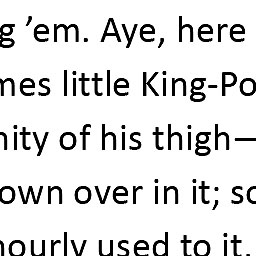 g ’em. Aye, here
mes little King-Po
nity of his thigh—
own over in it; so
hourly used to it.